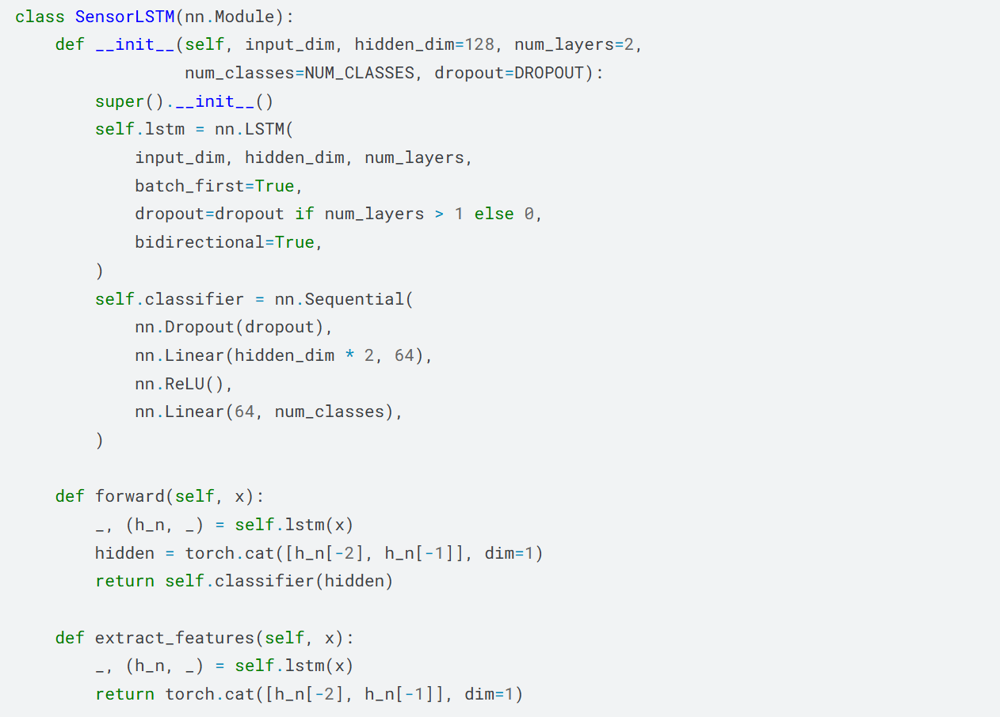 class SensorLSTM(nn.Module):
    def __init__(self, input_dim, hidden_dim=128, num_layers=2,
                 num_classes=NUM_CLASSES, dropout=DROPOUT):
        super().__init__()
        self.lstm = nn.LSTM(
            input_dim, hidden_dim, num_layers,
            batch_first=True,
            dropout=dropout if num_layers > 1 else 0,
            bidirectional=True,
        )
        self.classifier = nn.Sequential(
            nn.Dropout(dropout),
            nn.Linear(hidden_dim * 2, 64),
            nn.ReLU(),
            nn.Linear(64, num_classes),
        )

    def forward(self, x):
        _, (h_n, _) = self.lstm(x)
        hidden = torch.cat([h_n[-2], h_n[-1]], dim=1)
        return self.classifier(hidden)

    def extract_features(self, x):
        _, (h_n, _) = self.lstm(x)
        return torch.cat([h_n[-2], h_n[-1]], dim=1)